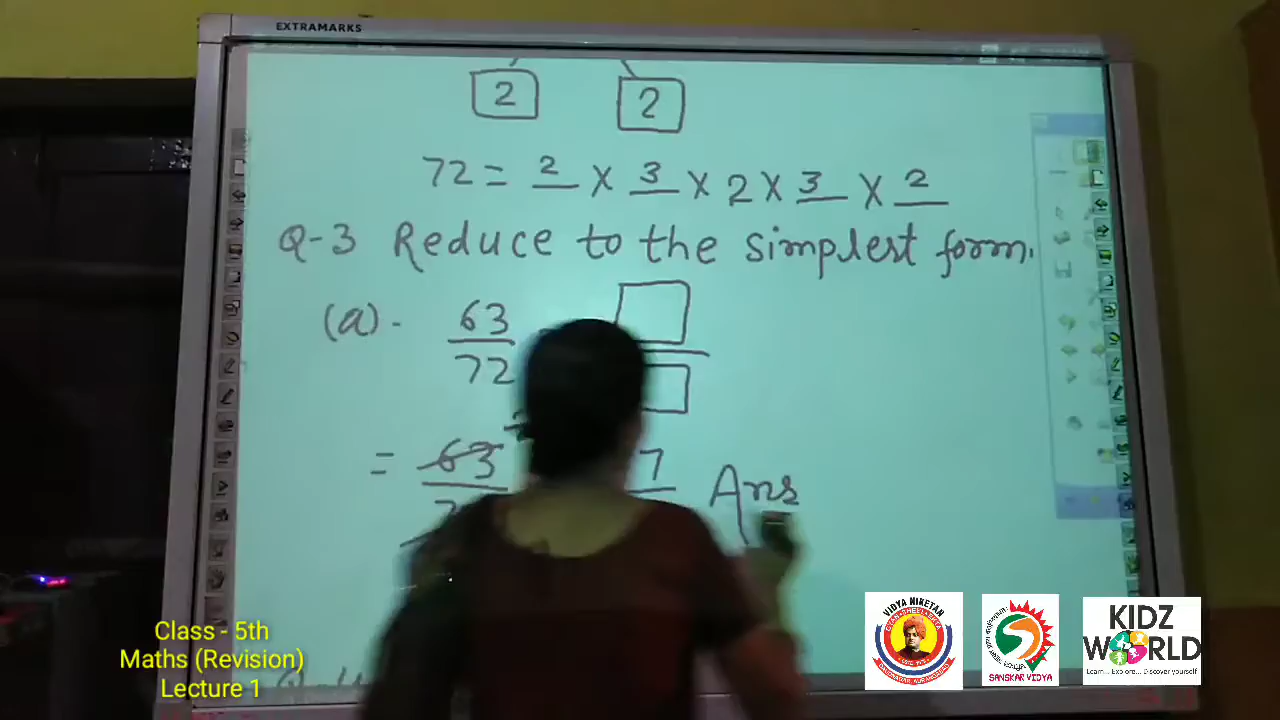 EXTRAMARKS
2 2
72 = 2 X 3 X 2 X 3 X 2
Q-3 Reduce to the simplest form.
(a). 63
72
= 63 7 Ans
Class - 5th
Maths (Revision)
Lecture 1
VIDYA NIKETAN
SANSKAR VIDYA
KIDZ
WORLD
Learn... Explore... Discover yourself